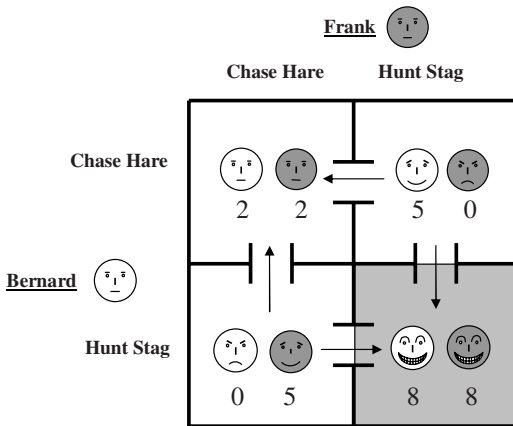 Frank
Chase Hare Hunt Stag
Chase Hare
2 2 5 0
Bernard
Hunt Stag
0 5 8 8